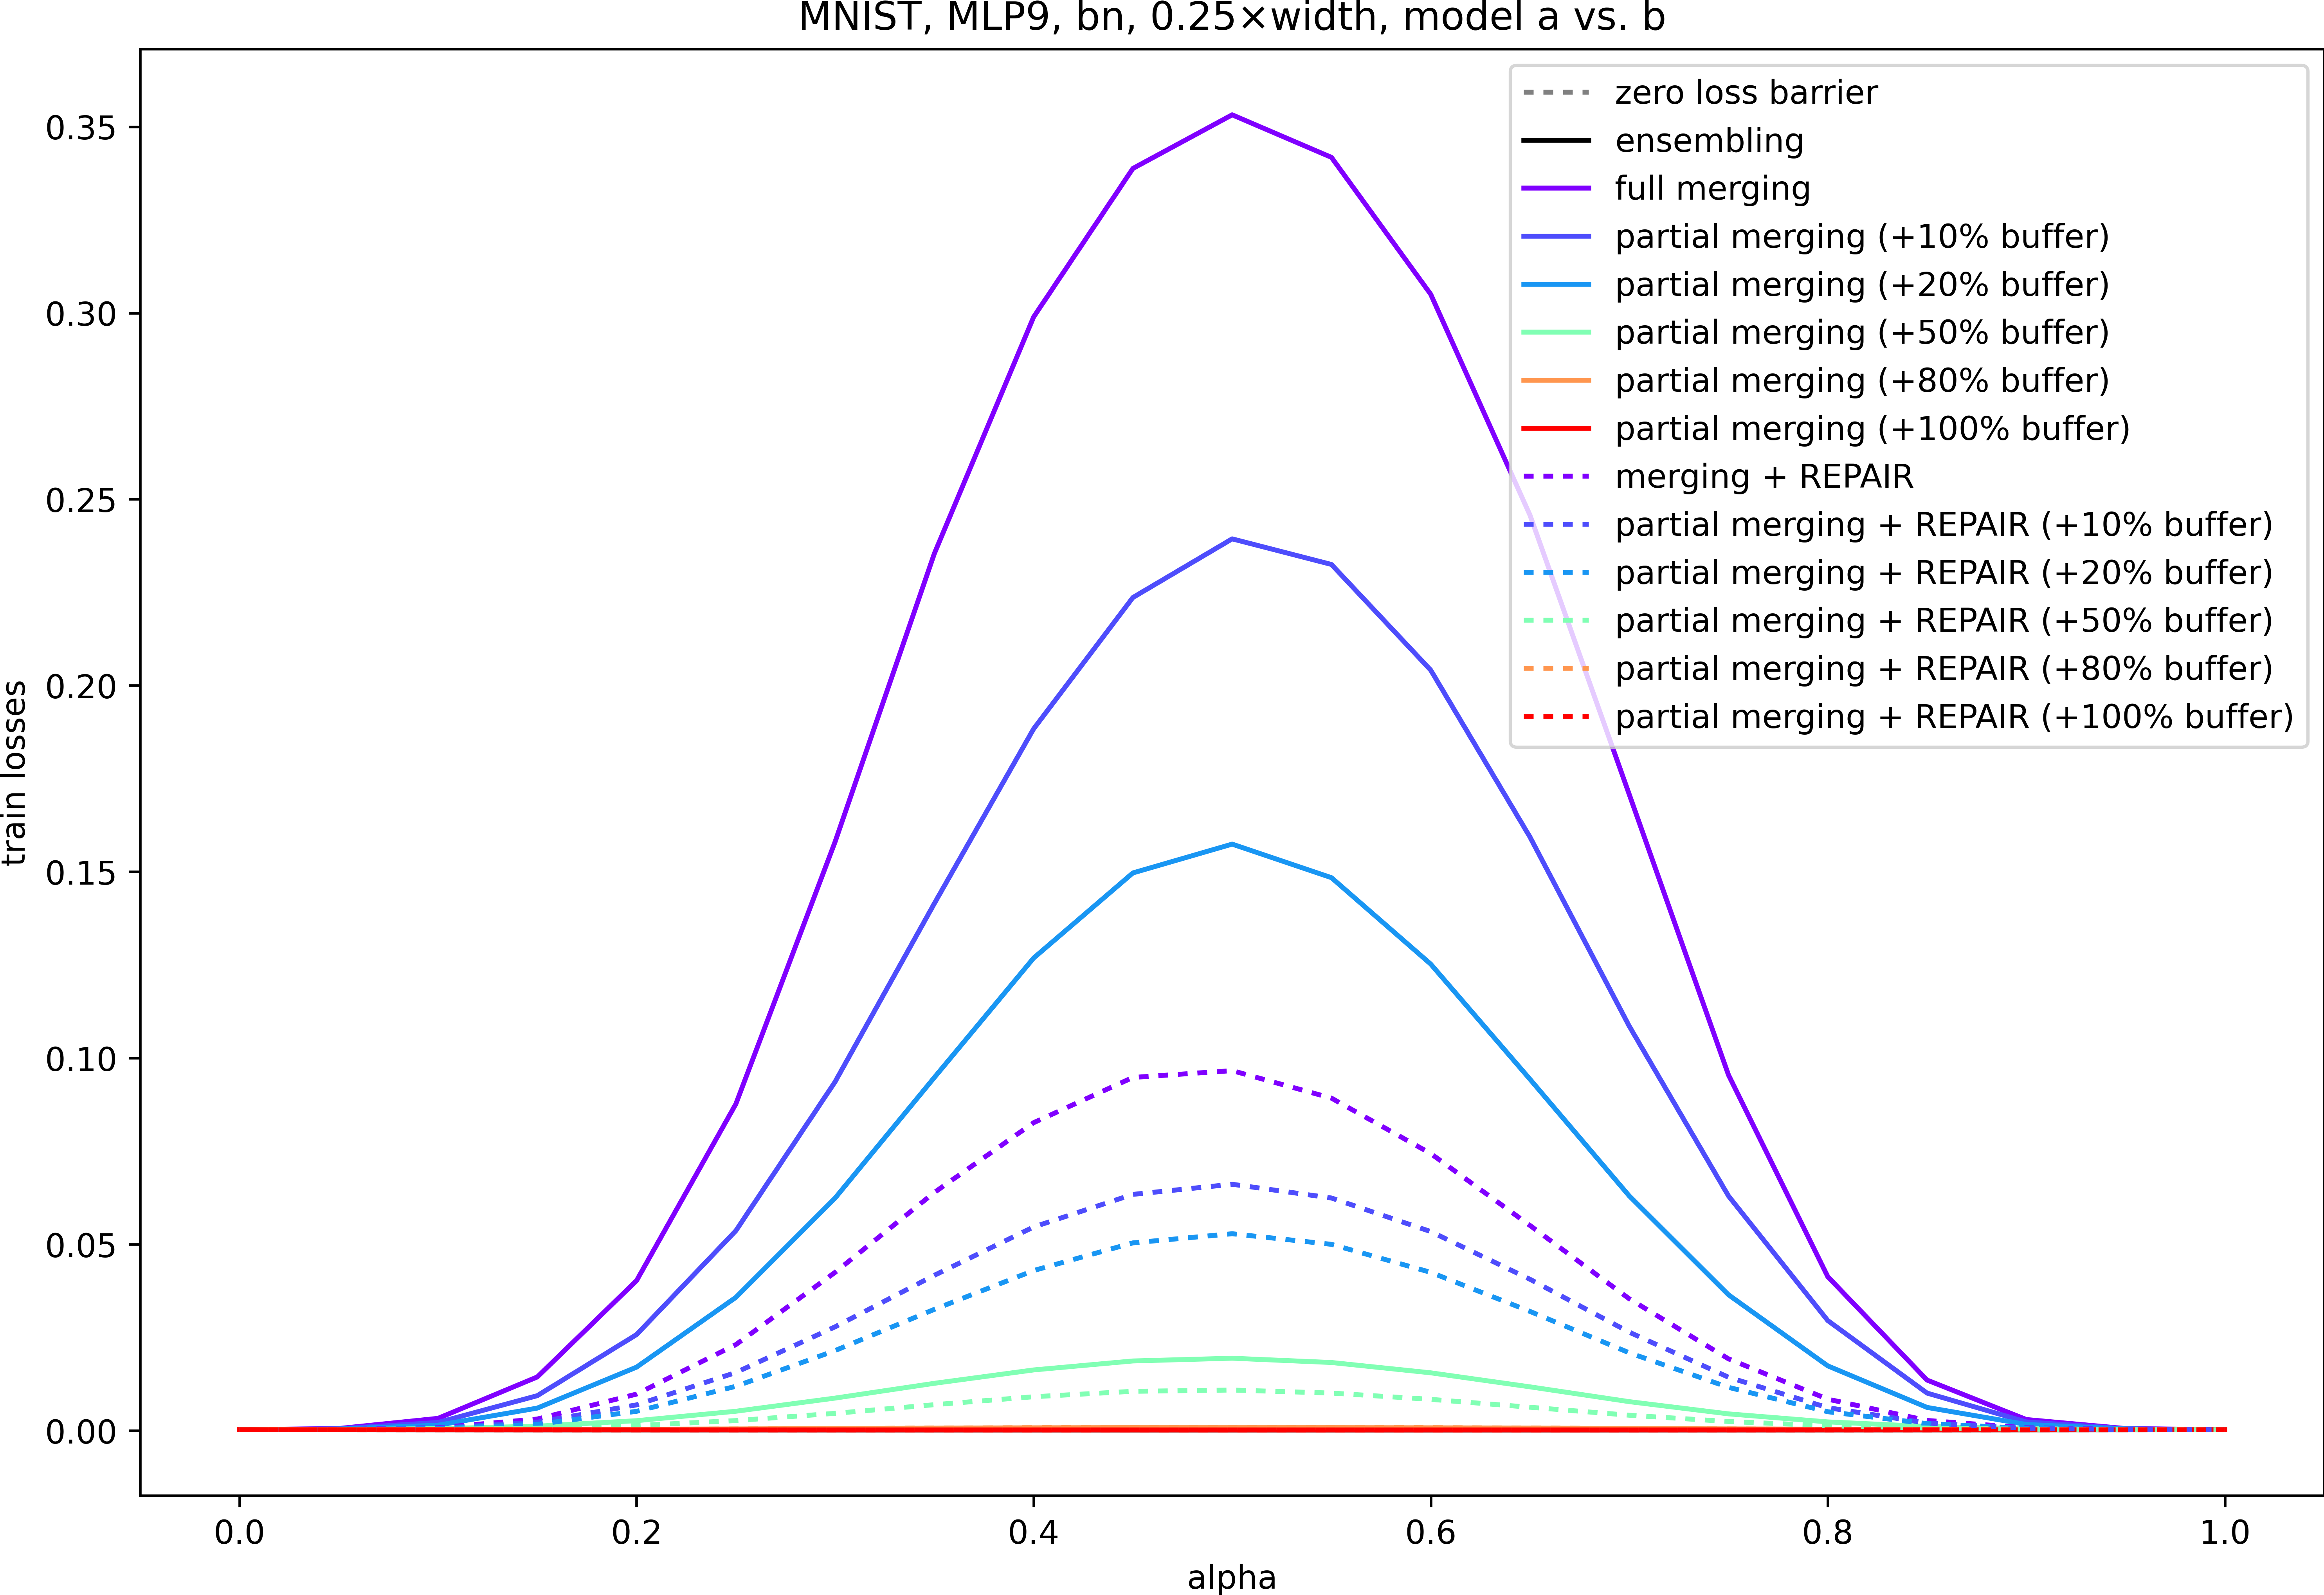 MNIST, MLP9, bn, 0.25×width, model a vs. b
zero loss barrier
ensembling
full merging
partial merging (+10% buffer)
partial merging (+20% buffer)
partial merging (+50% buffer)
partial merging (+80% buffer)
partial merging (+100% buffer)
merging + REPAIR
partial merging + REPAIR (+10% buffer)
partial merging + REPAIR (+20% buffer)
partial merging + REPAIR (+50% buffer)
partial merging + REPAIR (+80% buffer)
partial merging + REPAIR (+100% buffer)
train losses
0.35
0.30
0.25
0.20
0.15
0.10
0.05
0.00
0.0 0.2 0.4 0.6 0.8 1.0
alpha